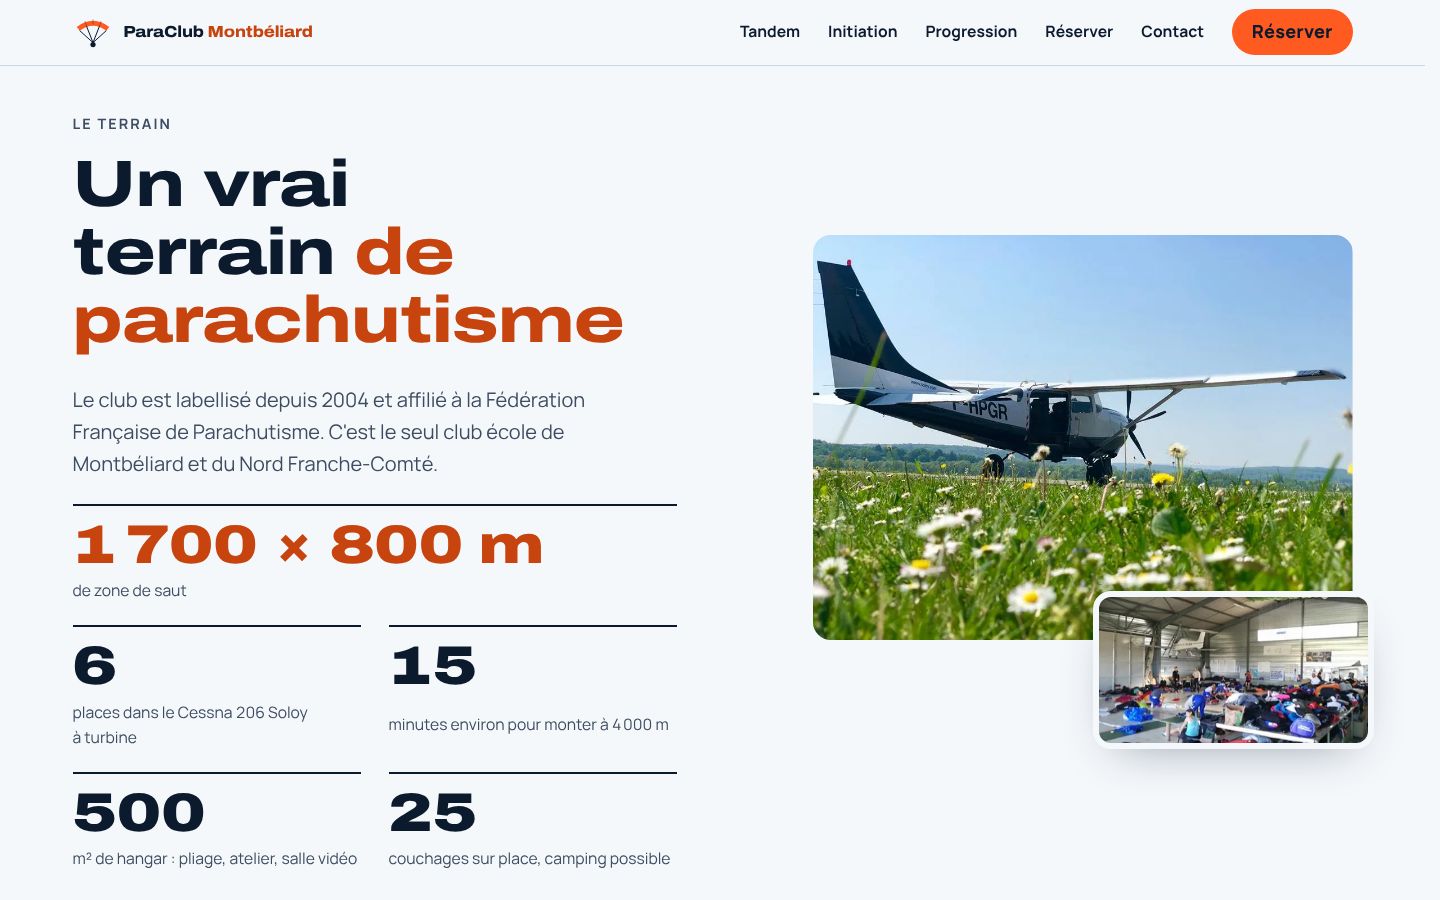 ParaClub Montbéliard
Tandem
Initiation
Progression
Réserver
Contact
Réserver
LE TERRAIN
Un vrai
terrain de
parachutisme
Le club est labellisé depuis 2004 et affilié à la Fédération
Française de Parachutisme. C'est le seul club école de
Montbéliard et du Nord Franche-Comté.
1 700 × 800 m
de zone de saut
6
places dans le Cessna 206 Soloy
à turbine
15
minutes environ pour monter à 4 000 m
500
m² de hangar : pliage, atelier, salle vidéo
25
couchages sur place, camping possible
F-HPGR